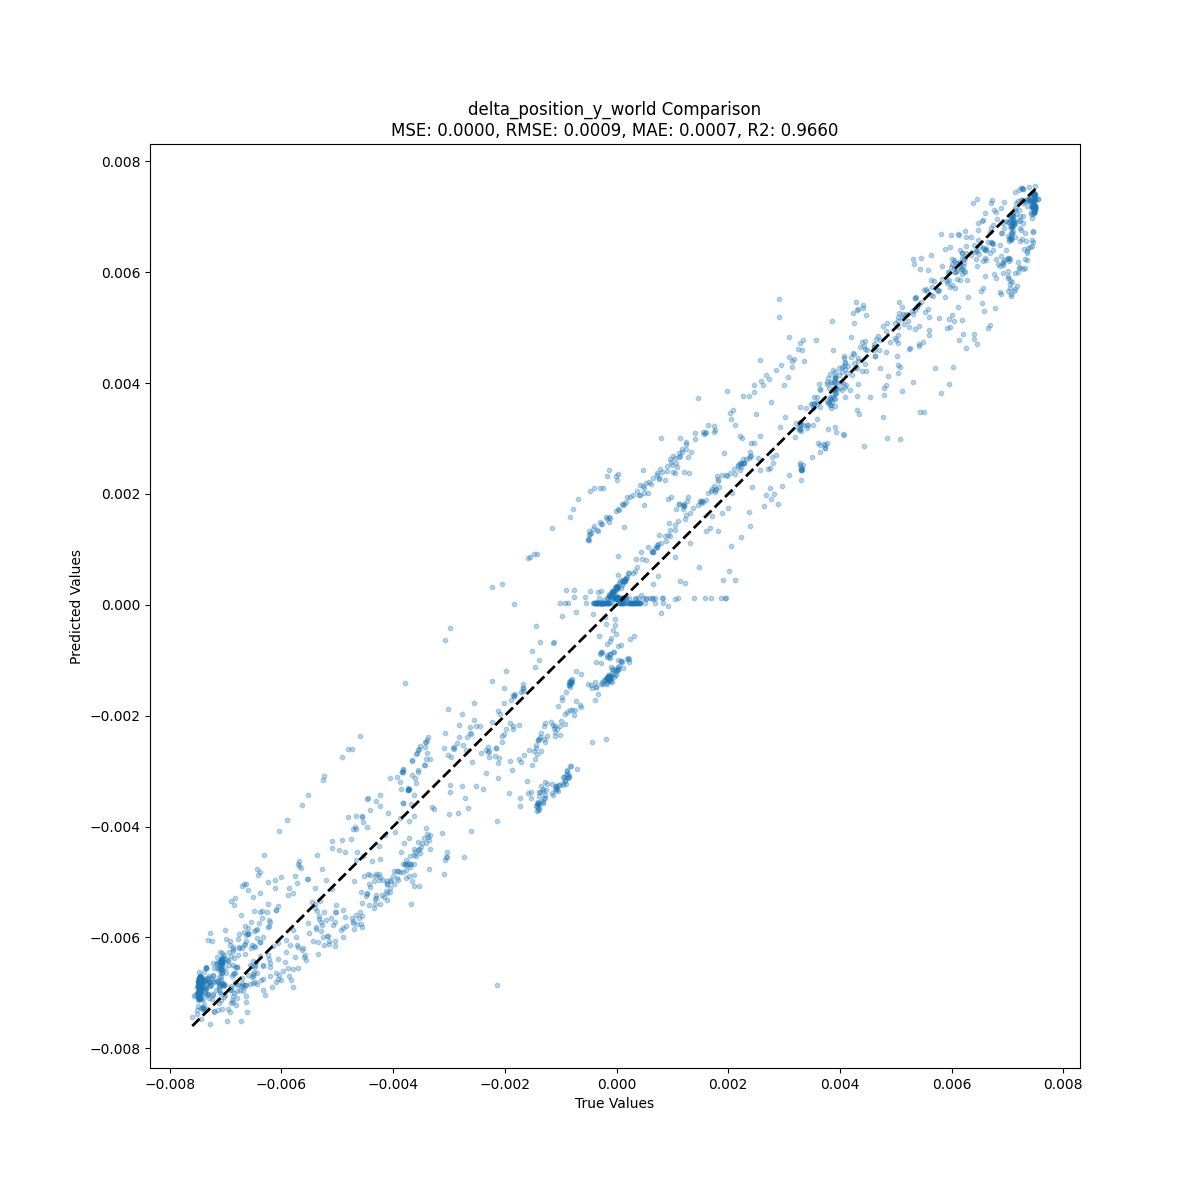 delta_position_y_world Comparison
MSE: 0.0000, RMSE: 0.0009, MAE: 0.0007, R2: 0.9660
0.008
0.006
0.004
0.002
0.000
−0.002
−0.004
−0.006
−0.008
Predicted Values
−0.008 −0.006 −0.004 −0.002 0.000 0.002 0.004 0.006 0.008
True Values